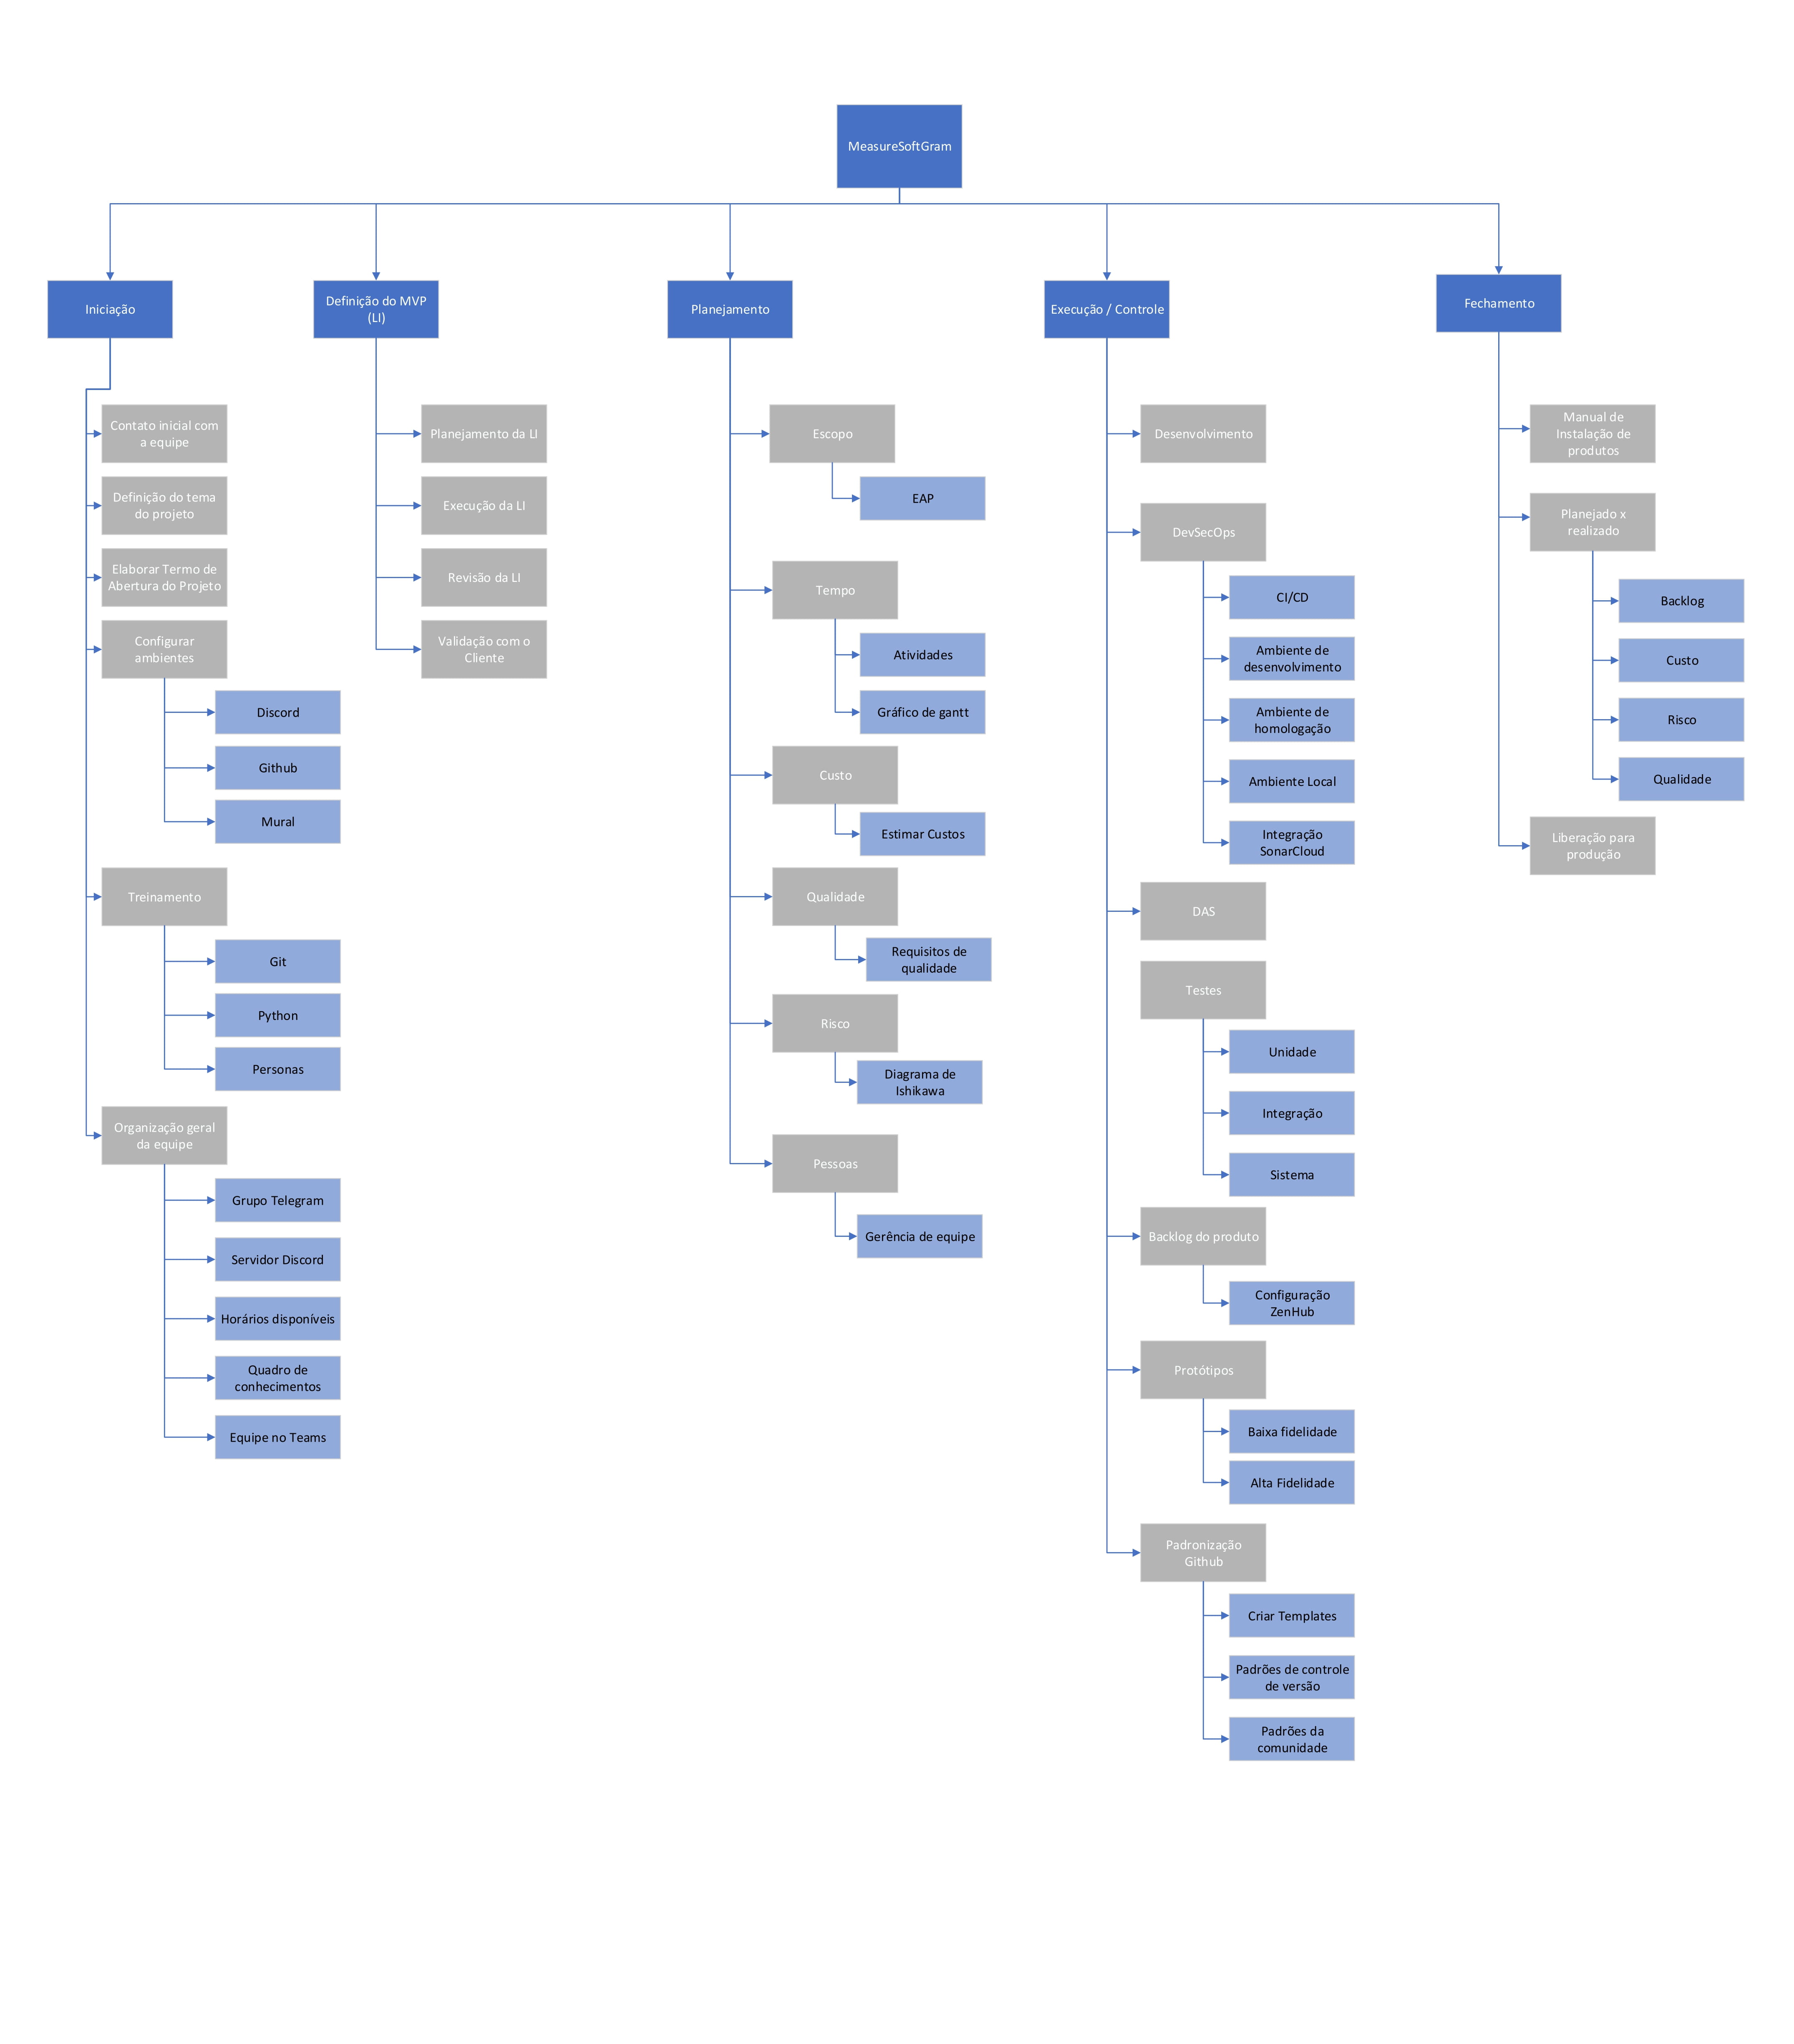 MeasureSoftGram
Iniciação
Contato inicial com
a equipe
Definição do tema
do projeto
Elaborar Termo de
Abertura do Projeto
Configurar
ambientes
Discord
Github
Mural
Treinamento
Git
Python
Personas
Organização geral
da equipe
Grupo Telegram
Servidor Discord
Horários disponíveis
Quadro de
conhecimentos
Equipe no Teams
Definição do MVP
(LI)
Planejamento da LI
Execução da LI
Revisão da LI
Validação com o
Cliente
Planejamento
Escopo
EAP
Tempo
Atividades
Gráfico de gantt
Custo
Estimar Custos
Qualidade
Requisitos de
qualidade
Risco
Diagrama de
Ishikawa
Pessoas
Gerência de equipe
Execução / Controle
Desenvolvimento
DevSecOps
CI/CD
Ambiente de
desenvolvimento
Ambiente de
homologação
Ambiente Local
Integração
SonarCloud
DAS
Testes
Unidade
Integração
Sistema
Backlog do produto
Configuração
ZenHub
Protótipos
Baixa fidelidade
Alta Fidelidade
Padronização
Github
Criar Templates
Padrões de controle
de versão
Padrões da
comunidade
Fechamento
Manual de
Instalação de
produtos
Planejado x
realizado
Backlog
Custo
Risco
Qualidade
Liberação para
produção